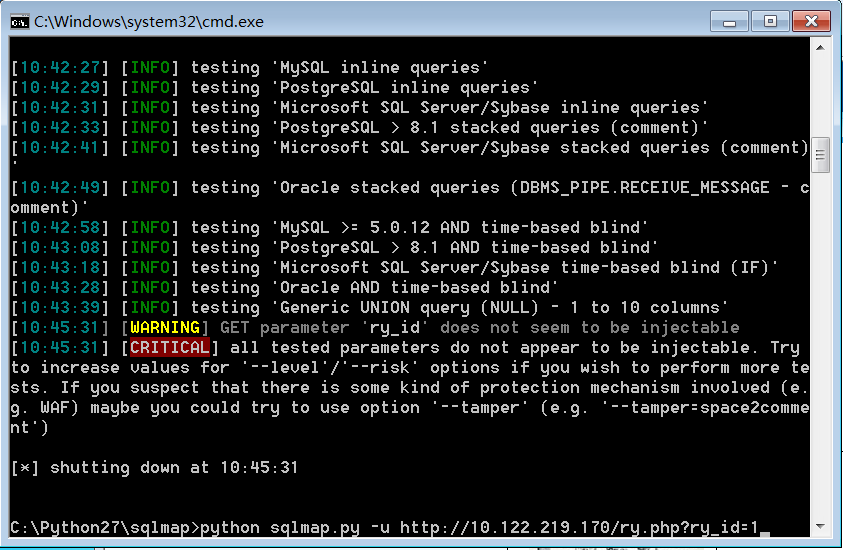 C:\Windows\system32\cmd.exe
[10:42:27] [INFO] testing 'MySQL inline queries'
[10:42:29] [INFO] testing 'PostgreSQL inline queries'
[10:42:31] [INFO] testing 'Microsoft SQL Server/Sybase inline queries'
[10:42:33] [INFO] testing 'PostgreSQL > 8.1 stacked queries (comment)'
[10:42:41] [INFO] testing 'Microsoft SQL Server/Sybase stacked queries (comment)
'
[10:42:49] [INFO] testing 'Oracle stacked queries (DBMS_PIPE.RECEIVE_MESSAGE - c
omment)'
[10:42:58] [INFO] testing 'MySQL >= 5.0.12 AND time-based blind'
[10:43:08] [INFO] testing 'PostgreSQL > 8.1 AND time-based blind'
[10:43:18] [INFO] testing 'Microsoft SQL Server/Sybase time-based blind (IF)'
[10:43:28] [INFO] testing 'Oracle AND time-based blind'
[10:43:39] [INFO] testing 'Generic UNION query (NULL) - 1 to 10 columns'
[10:45:31] [WARNING] GET parameter 'ry_id' does not seem to be injectable
[10:45:31] [CRITICAL] all tested parameters do not appear to be injectable. Try
to increase values for '--level'/'--risk' options if you wish to perform more te
sts. If you suspect that there is some kind of protection mechanism involved (e.
g. WAF) maybe you could try to use option '--tamper' (e.g. '--tamper=space2comme
nt')
[*] shutting down at 10:45:31
C:\Python27\sqlmap>python sqlmap.py -u http://10.122.219.170/ry.php?ry_id=1